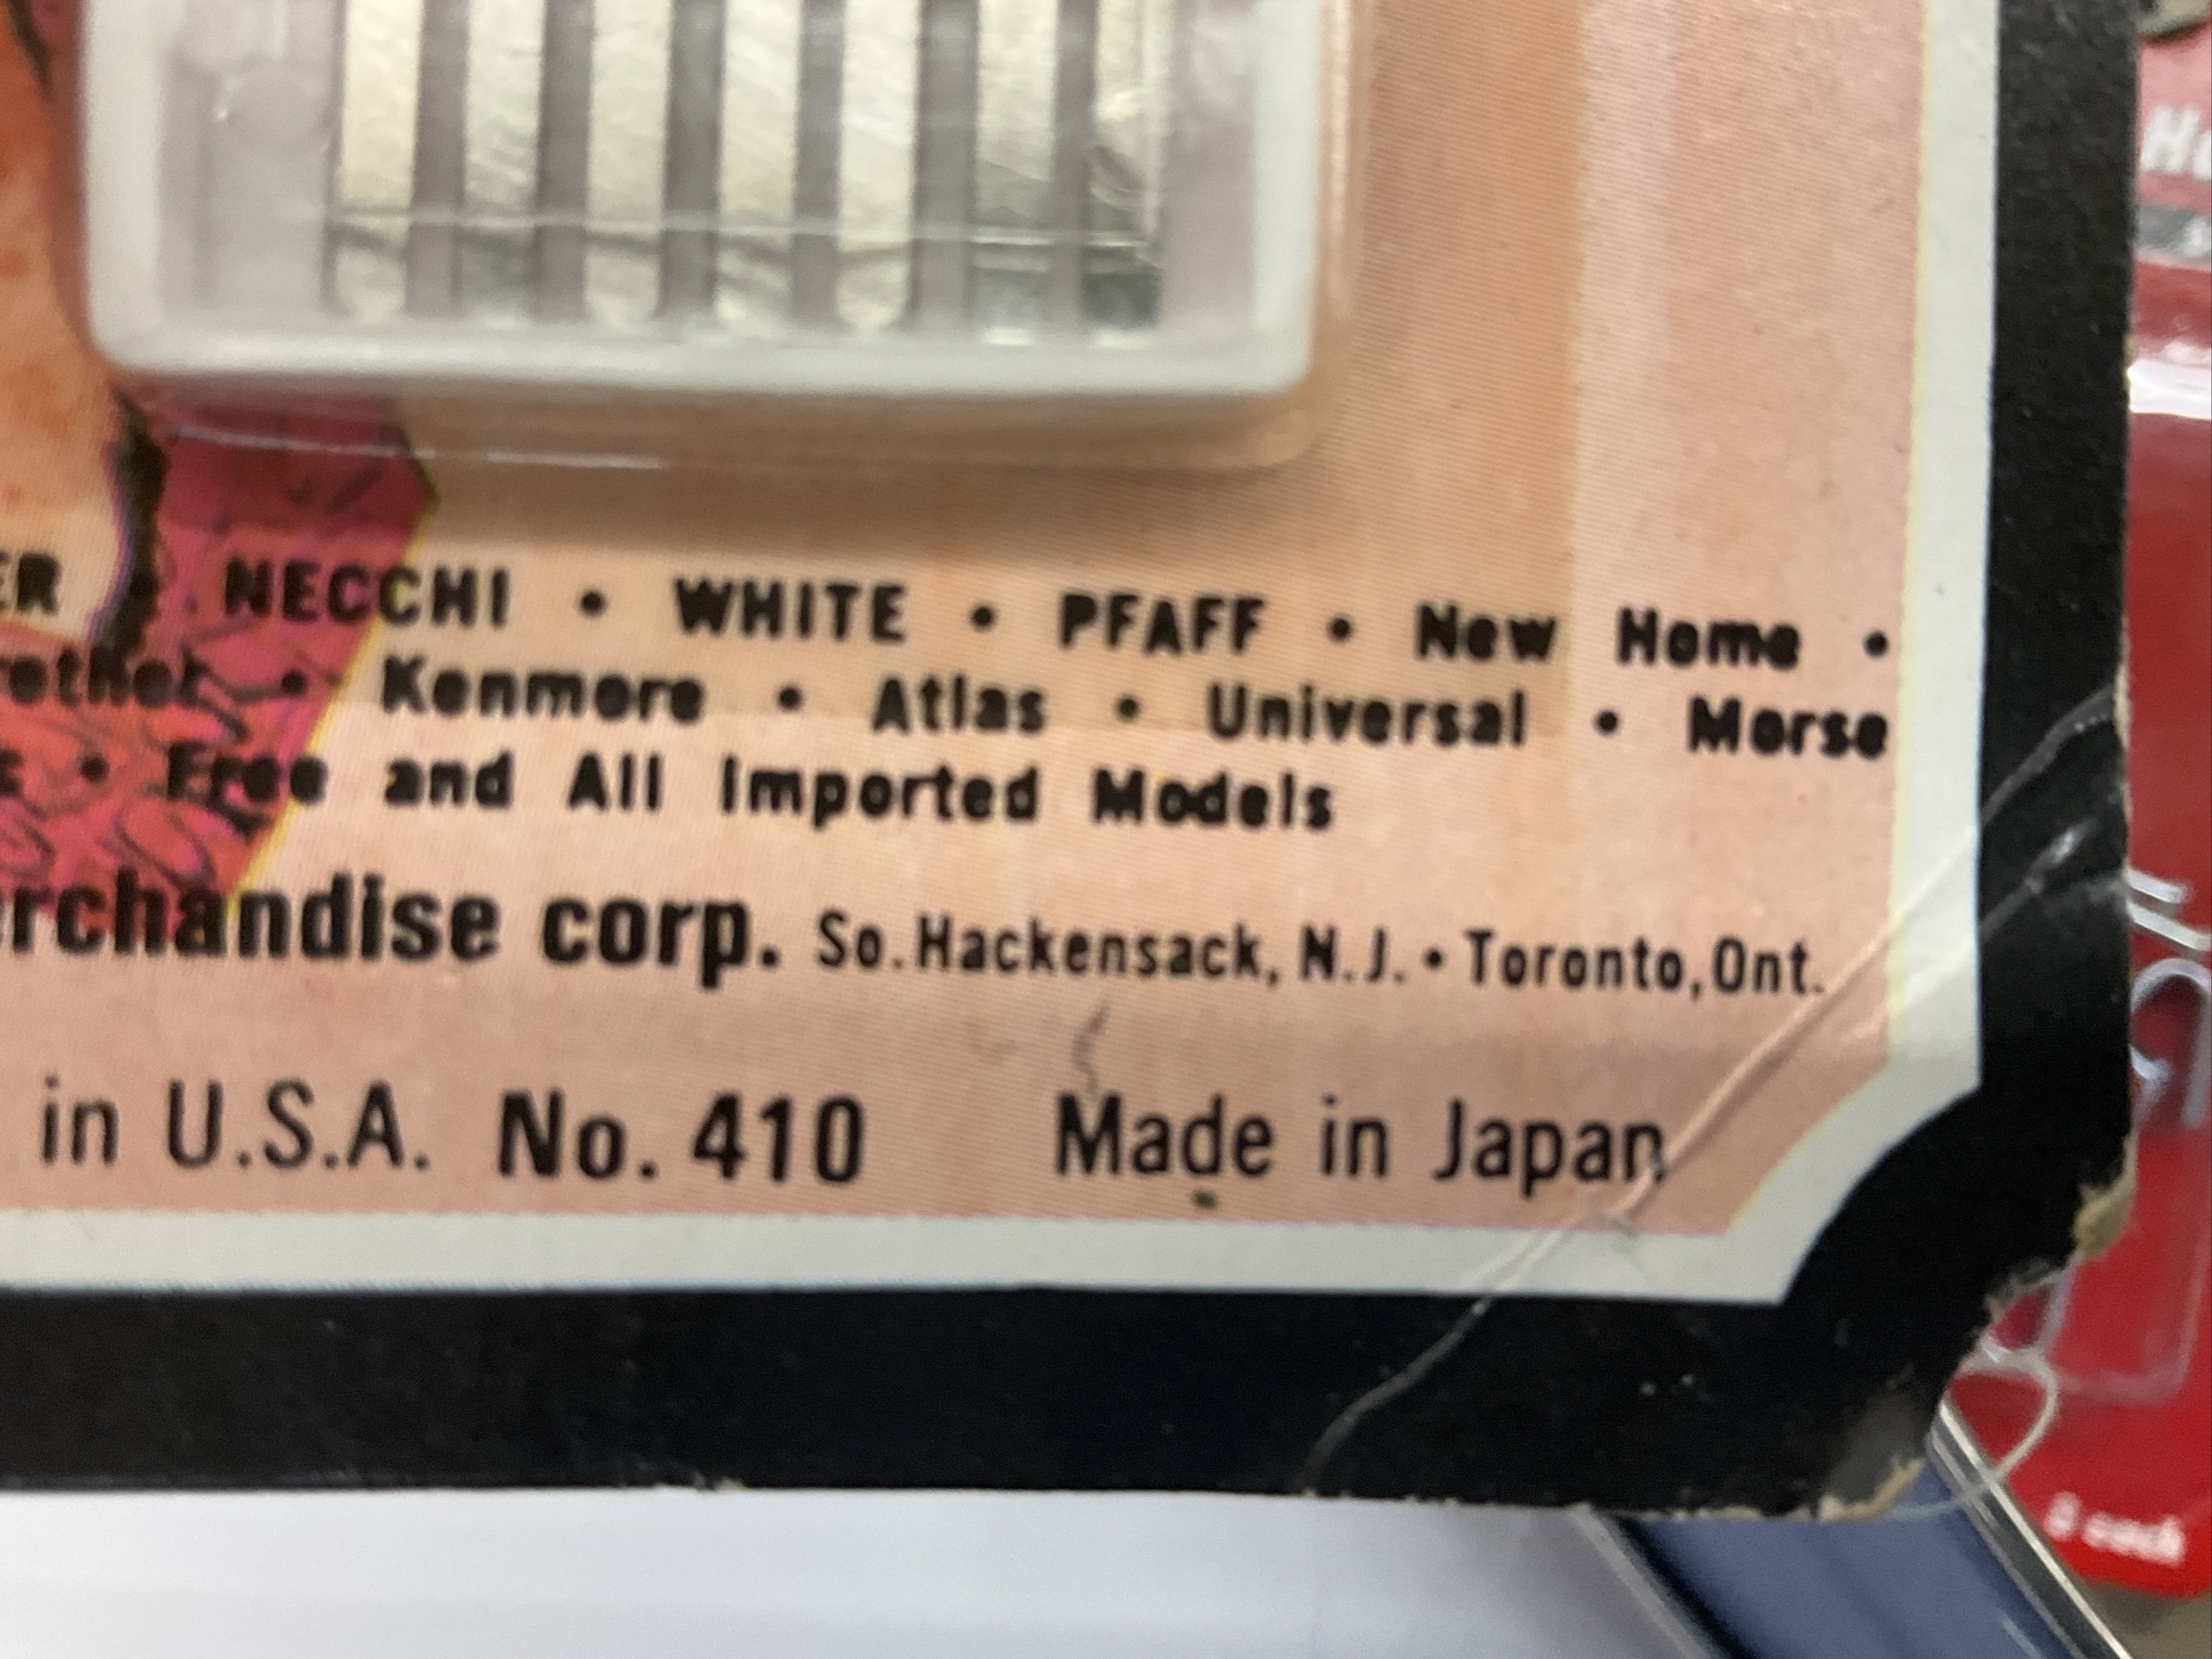 ER NECCHI • WHITE • PFAFF • New Home •
rother • Kenmore • Atlas • Universal • Morse
• Free and All Imported Models
erchandise corp. So. Hackensack, N.J. • Toronto, Ont.
in U.S.A. No. 410 Made in Japan